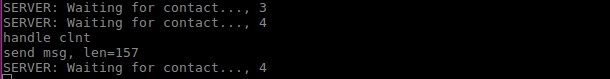 SERVER: Waiting for contact..., 3
SERVER: Waiting for contact..., 4
handle clnt
send msg, len=157
SERVER: Waiting for contact..., 4